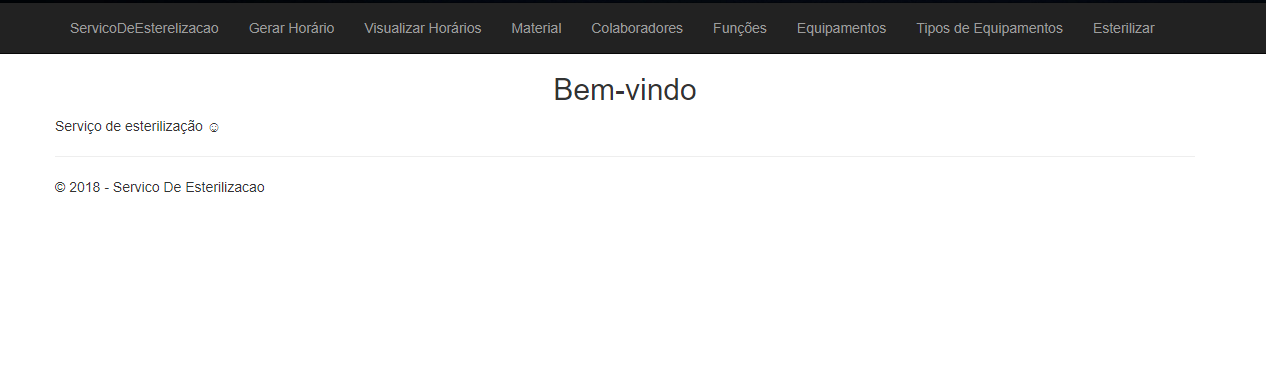 ServicoDeEsterelizacao Gerar Horário Visualizar Horários Material Colaboradores Funções Equipamentos Tipos de Equipamentos Esterilizar
Bem-vindo
Serviço de esterilização ☺
© 2018 - Servico De Esterilizacao